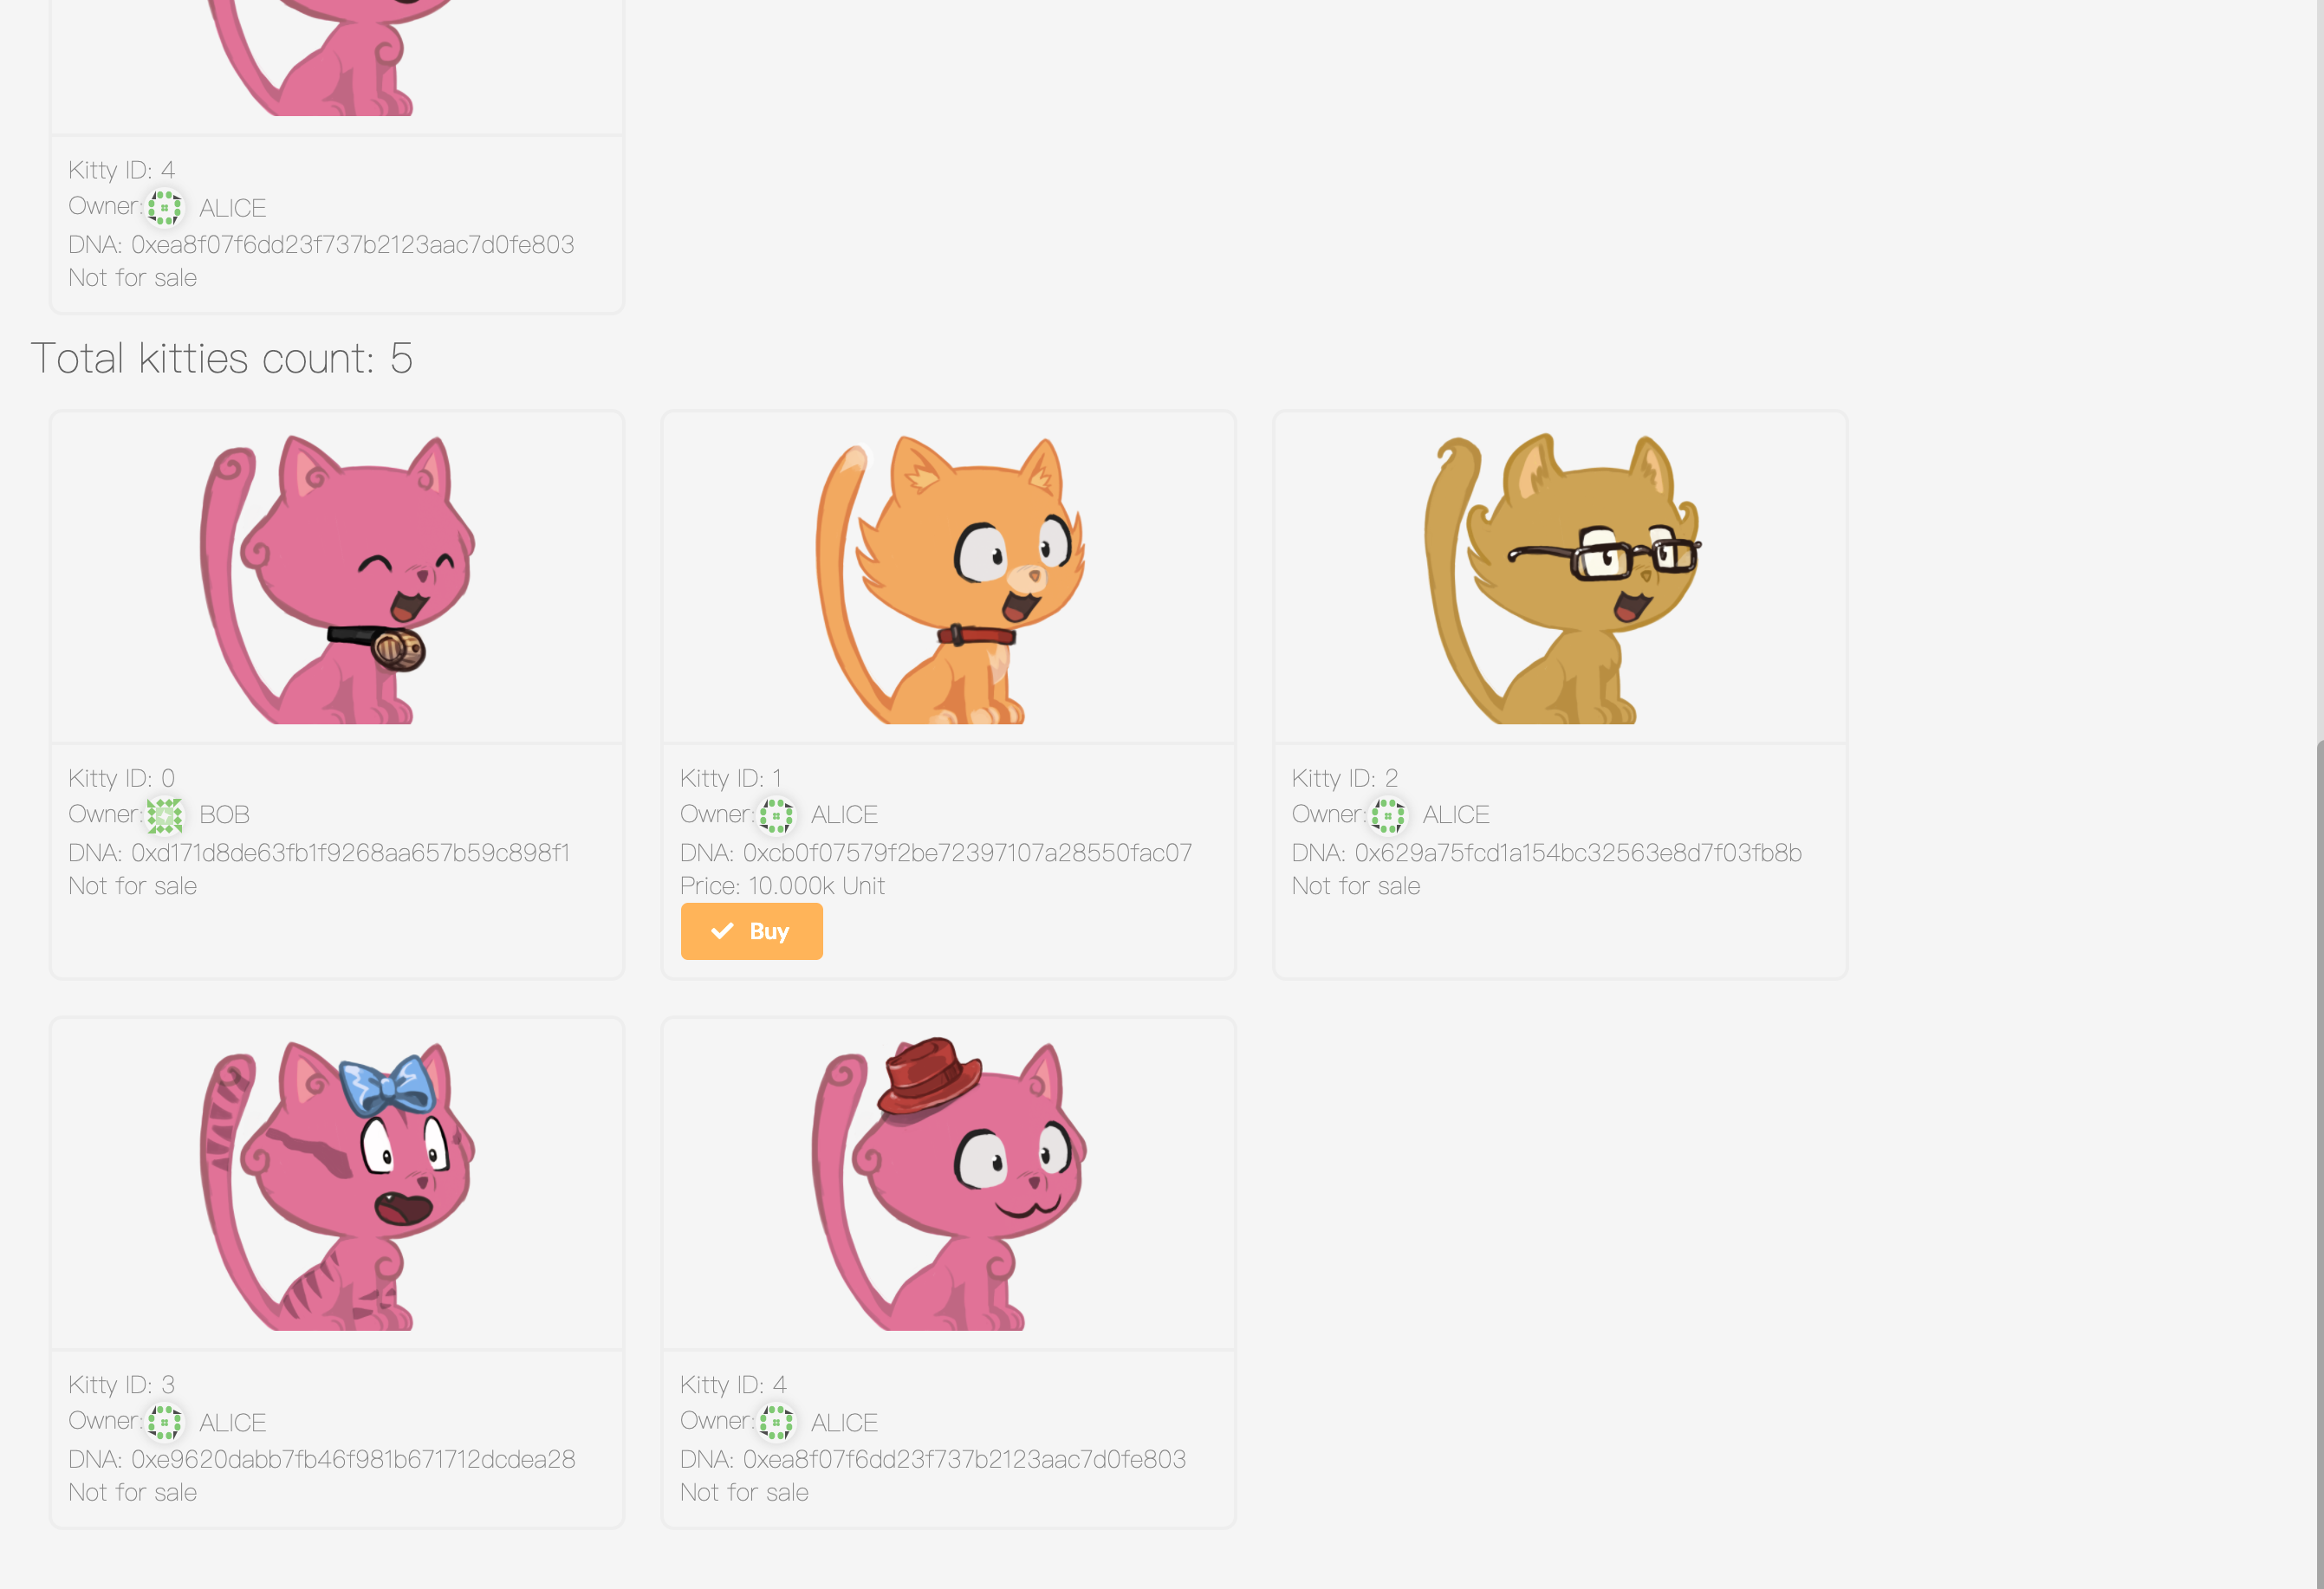 Kitty ID: 4
Owner: ALICE
DNA: 0xea8f07f6dd23f737b2123aac7d0fe803
Not for sale
Total kitties count: 5
Kitty ID: 0
Owner: BOB
DNA: 0xd171d8de63fb1f9268aa657b59c898f1
Not for sale
Kitty ID: 1
Owner: ALICE
DNA: 0xcb0f07579f2be72397107a28550fac07
Price: 10.000k Unit
Buy
Kitty ID: 2
Owner: ALICE
DNA: 0x629a75fcd1a154bc32563e8d7f03fb8b
Not for sale
Kitty ID: 3
Owner: ALICE
DNA: 0xe9620dabb7fb46f981b671712dcdea28
Not for sale
Kitty ID: 4
Owner: ALICE
DNA: 0xea8f07f6dd23f737b2123aac7d0fe803
Not for sale